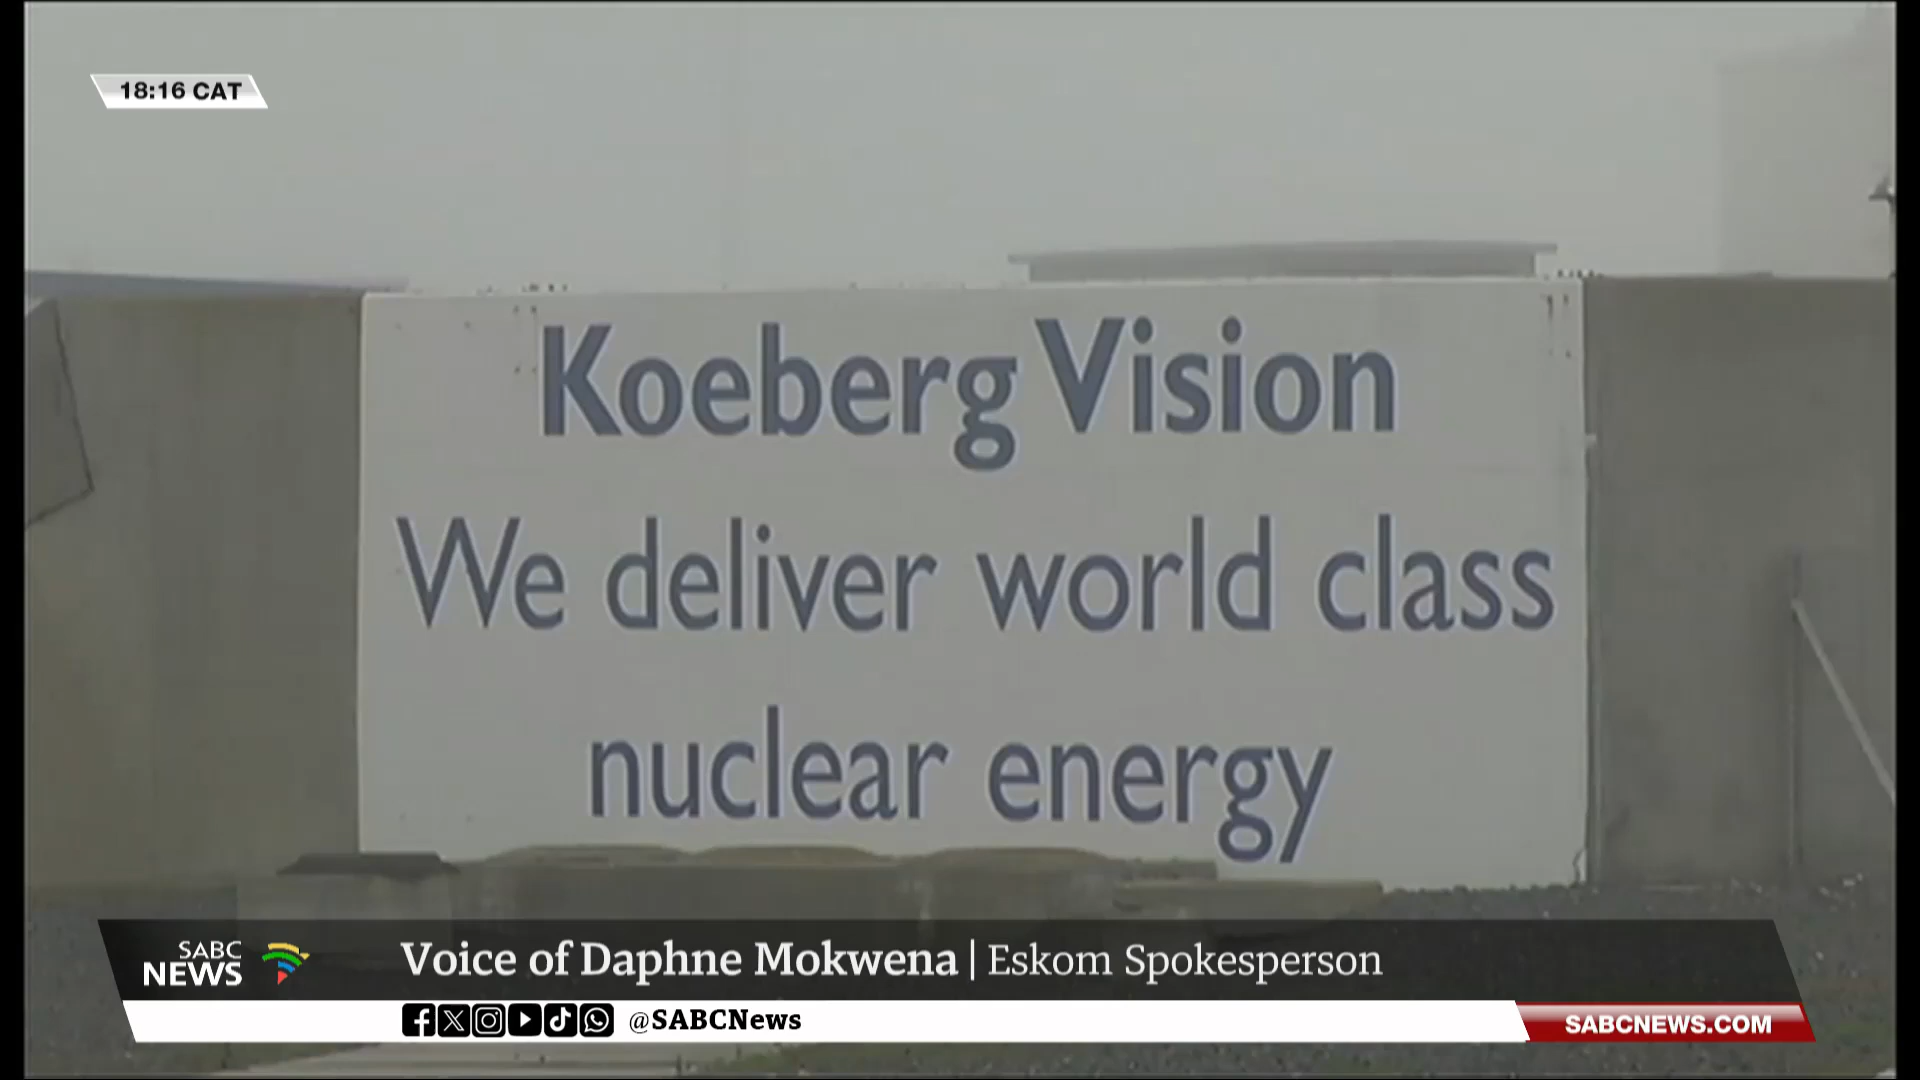 18:16 CAT
Koeberg Vision
We deliver world class
nuclear energy
SABC
NEWS
Voice of Daphne Mokwena | Eskom Spokesperson
@SABCNews
SABCNEWS.COM